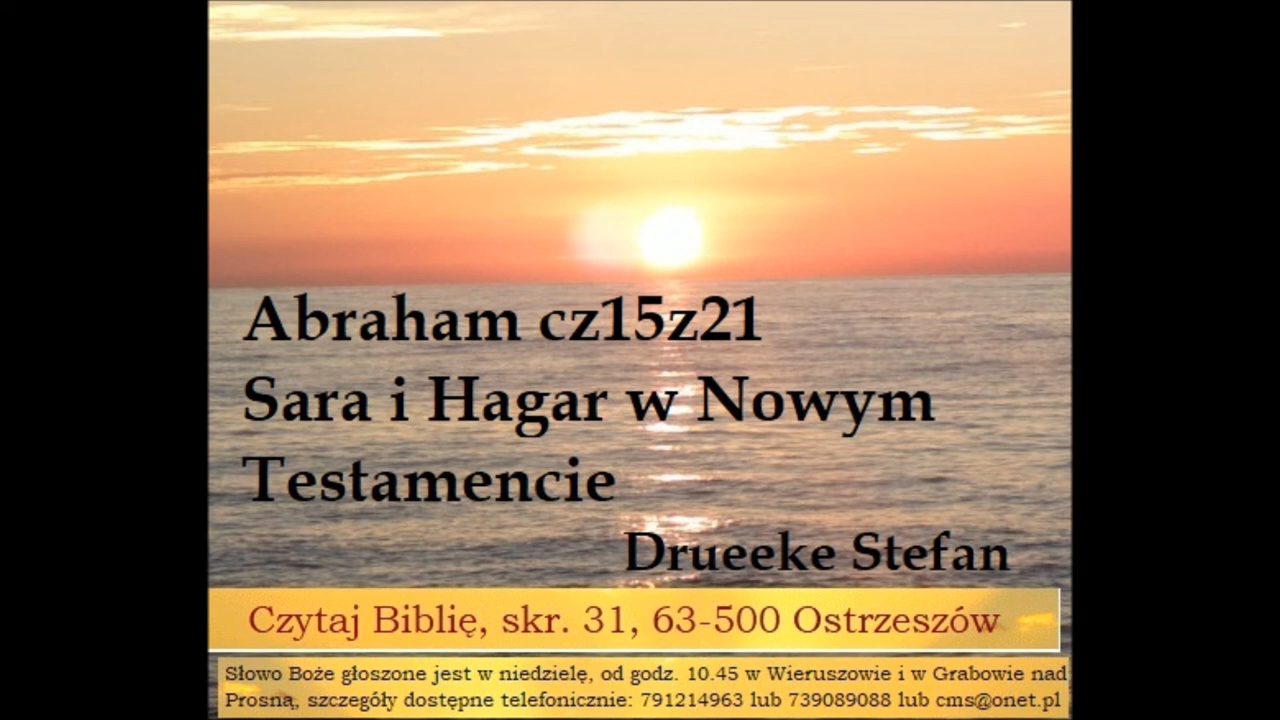 Abraham cz15z21
Sara i Hagar w Nowym
Testamencie
Drueeke Stefan
Czytaj Biblię, skr. 31, 63-500 Ostrzeszów
Słowo Boże głoszone jest w niedzielę, od godz. 10.45 w Wieruszowie i w Grabowie nad
Prosną, szczegóły dostępne telefonicznie: 791214963 lub 739089088 lub cms@onet.pl